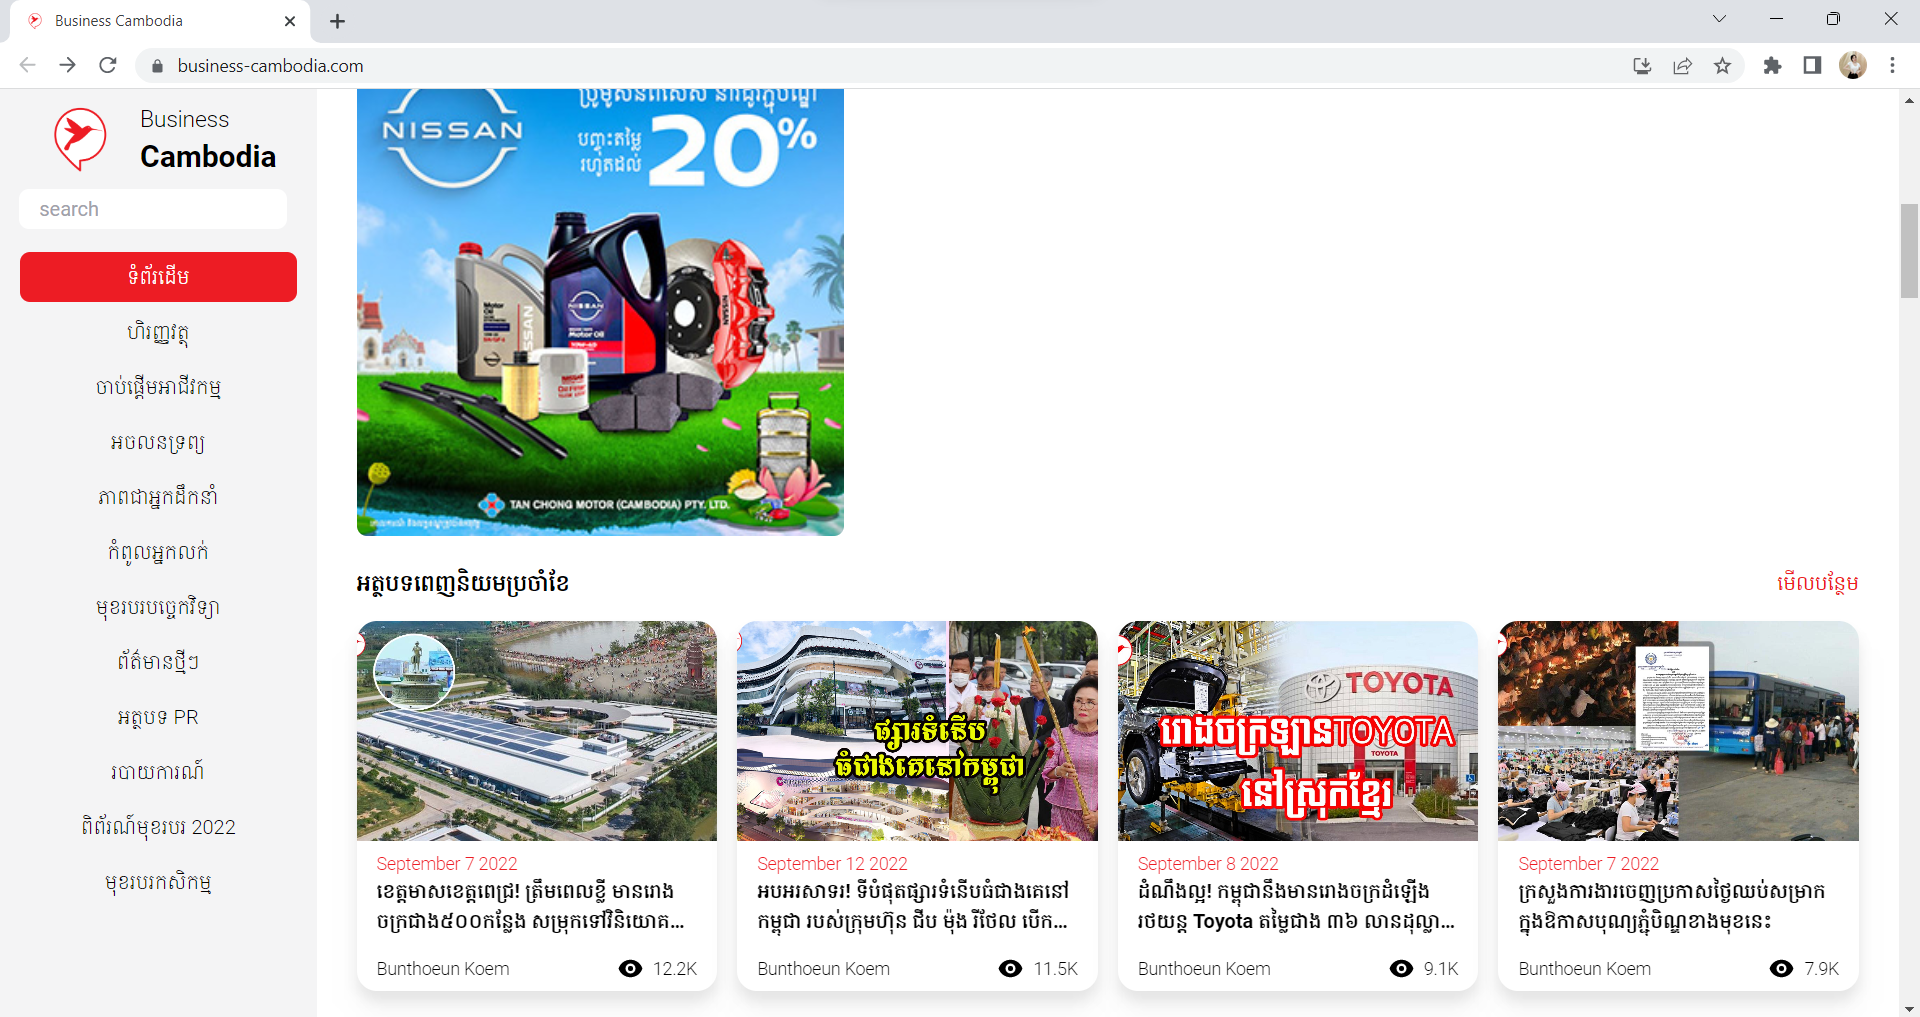 Business Cambodia
business-cambodia.com
Business
Cambodia
search
ទំព័រដើម
ហិរញ្ញវត្ថុ
ចាប់ផ្ដើមអាជីវកម្ម
អចលនទ្រព្យ
ភាពជាអ្នកដឹកនាំ
កំពូលអ្នកលក់
មុខរបរបច្ចេកវិទ្យា
ព័ត៌មានថ្មីៗ
អត្ថបទ PR
របាយការណ៍
ពិព័រណ៍មុខរបរ 2022
មុខរបរកសិកម្ម
NISSAN
បញ្ចុះតម្លៃ
រហូតដល់
20%
NISSAN
Motor Oil
TAN CHONG MOTOR (CAMBODIA) PTY. LTD.
អត្ថបទពេញនិយមប្រចាំខែ
មើលបន្ថែម
September 7 2022
ខេត្តមាសខេត្តពេជ្រ! ត្រឹមពេលខ្លី មានរោង
ចក្រជាង៥០០កន្លែង សម្រុកទៅវិនិយោគ...
Bunthoeun Koem
12.2K
ផ្សារទំនើប
ធំជាងគេនៅកម្ពុជា
September 12 2022
អបអរសាទរ! ទីបំផុតផ្សារទំនើបធំជាងគេនៅ
កម្ពុជា របស់ក្រុមហ៊ុន ជីប ម៉ុង រីថែល បើក...
Bunthoeun Koem
11.5K
TOYOTA
រោងចក្រឡានTOYOTA
TOYOTA
នៅស្រុកខ្មែរ
September 8 2022
ដំណឹងល្អ! កម្ពុជានឹងមានរោងចក្រដំឡើង
រថយន្ត Toyota តម្លៃជាង ៣៦ លានដុល្លា...
Bunthoeun Koem
9.1K
September 7 2022
ក្រសួងការងារចេញប្រកាសថ្ងៃឈប់សម្រាក
ក្នុងឱកាសបុណ្យភ្ជុំបិណ្ឌខាងមុខនេះ
Bunthoeun Koem
7.9K